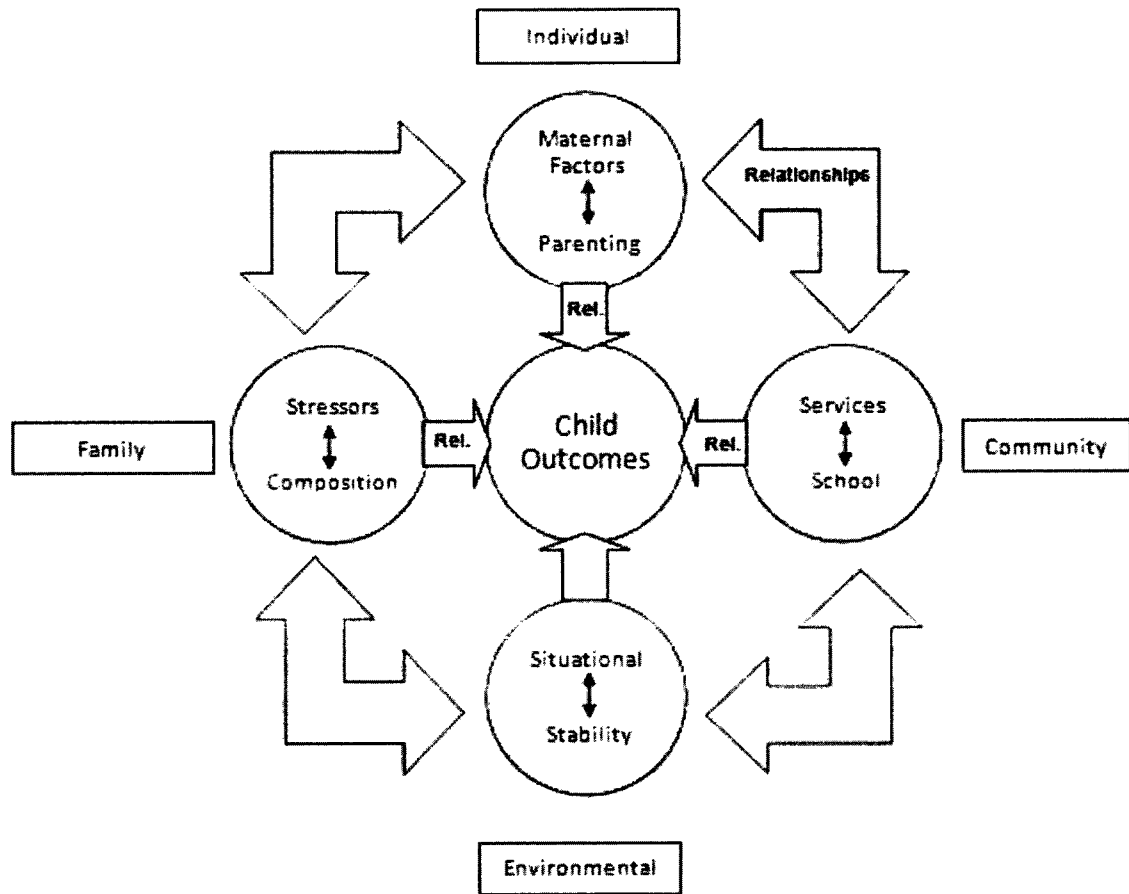 Individual
Maternal
Factors
Relationships
Parenting
Rel.
Stressors
Services
Child
Family
Rel.
Outcomes
Rel.
Community
Composition
School
Situational
Stability
Environmental